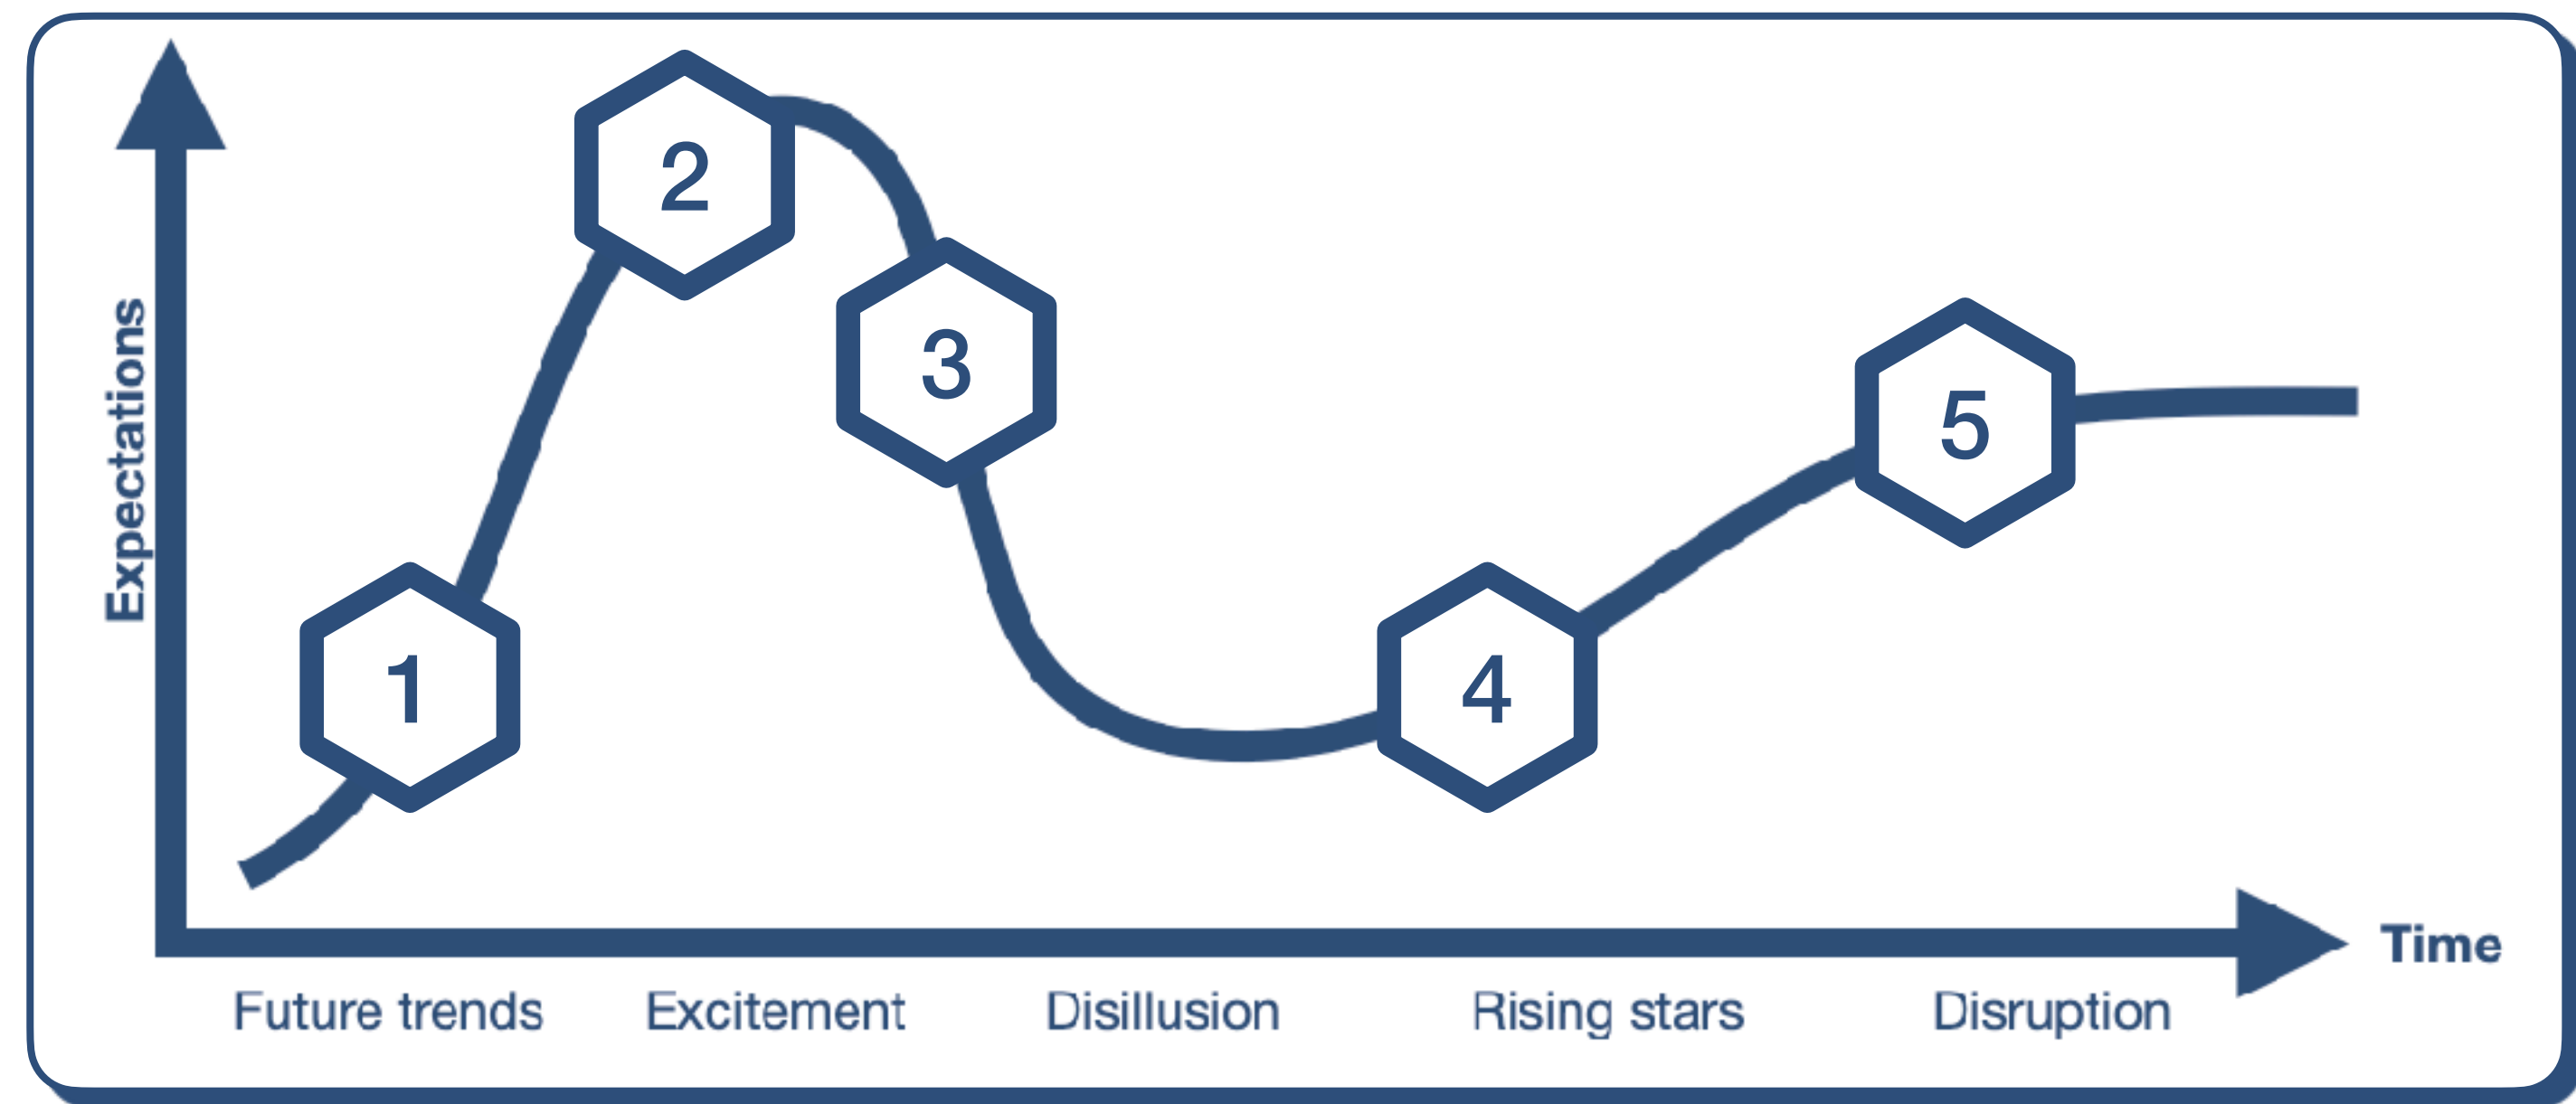 2
3
5
Expectations
1
4
Time
Future trends Excitement Disillusion Rising stars Disruption